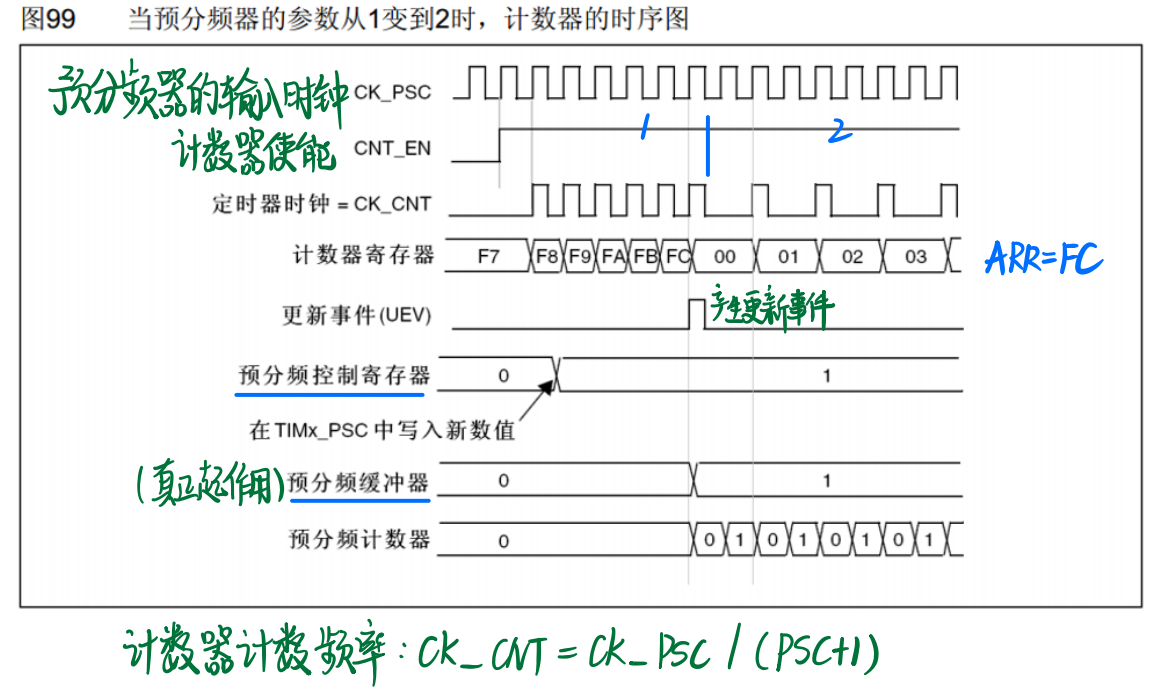 图99 当预分频器的参数从1变到2时，计数器的时序图
预分频器的输入时钟 CK_PSC
计数器使能 CNT_EN 1 2
定时器时钟 = CK_CNT
计数器寄存器 F7 F8 F9 FA FB FC 00 01 02 03 ARR=FC
更新事件(UEV) 产生更新事件
预分频控制寄存器 0 1
在TIMx_PSC中写入新数值
(真正起作用) 预分频缓冲器 0 1
预分频计数器 0 0 1 0 1 0 1 0 1
计数器计数频率：CK_CNT = CK_PSC / (PSC+1)